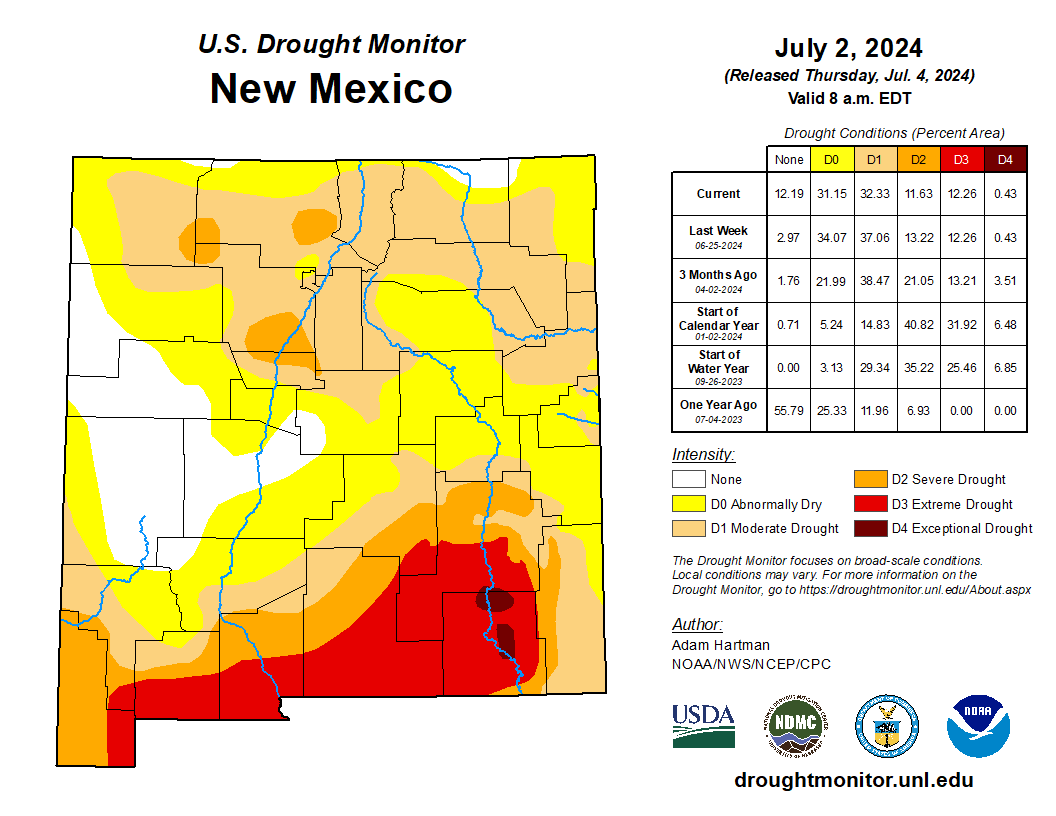 U.S. Drought Monitor
New Mexico
July 2, 2024
(Released Thursday, Jul. 4, 2024)
Valid 8 a.m. EDT
Drought Conditions (Percent Area)
None D0 D1 D2 D3 D4
Current 12.19 31.15 32.33 11.63 12.26 0.43
Last Week 2.97 34.07 37.06 13.22 12.26 0.43
06-25-2024
3 Months Ago 1.76 21.99 38.47 21.05 13.21 3.51
04-02-2024
Start of
Calendar Year 0.71 5.24 14.83 40.82 31.92 6.48
01-02-2024
Start of
Water Year 0.00 3.13 29.34 35.22 25.46 6.85
09-26-2023
One Year Ago 55.79 25.33 11.96 6.93 0.00 0.00
07-04-2023
Intensity:
None
D0 Abnormally Dry
D1 Moderate Drought
D2 Severe Drought
D3 Extreme Drought
D4 Exceptional Drought
The Drought Monitor focuses on broad-scale conditions.
Local conditions may vary. For more information on the
Drought Monitor, go to https://droughtmonitor.unl.edu/About.aspx
Author:
Adam Hartman
NOAA/NWS/NCEP/CPC
USDA
NDMC
NOAA
droughtmonitor.unl.edu